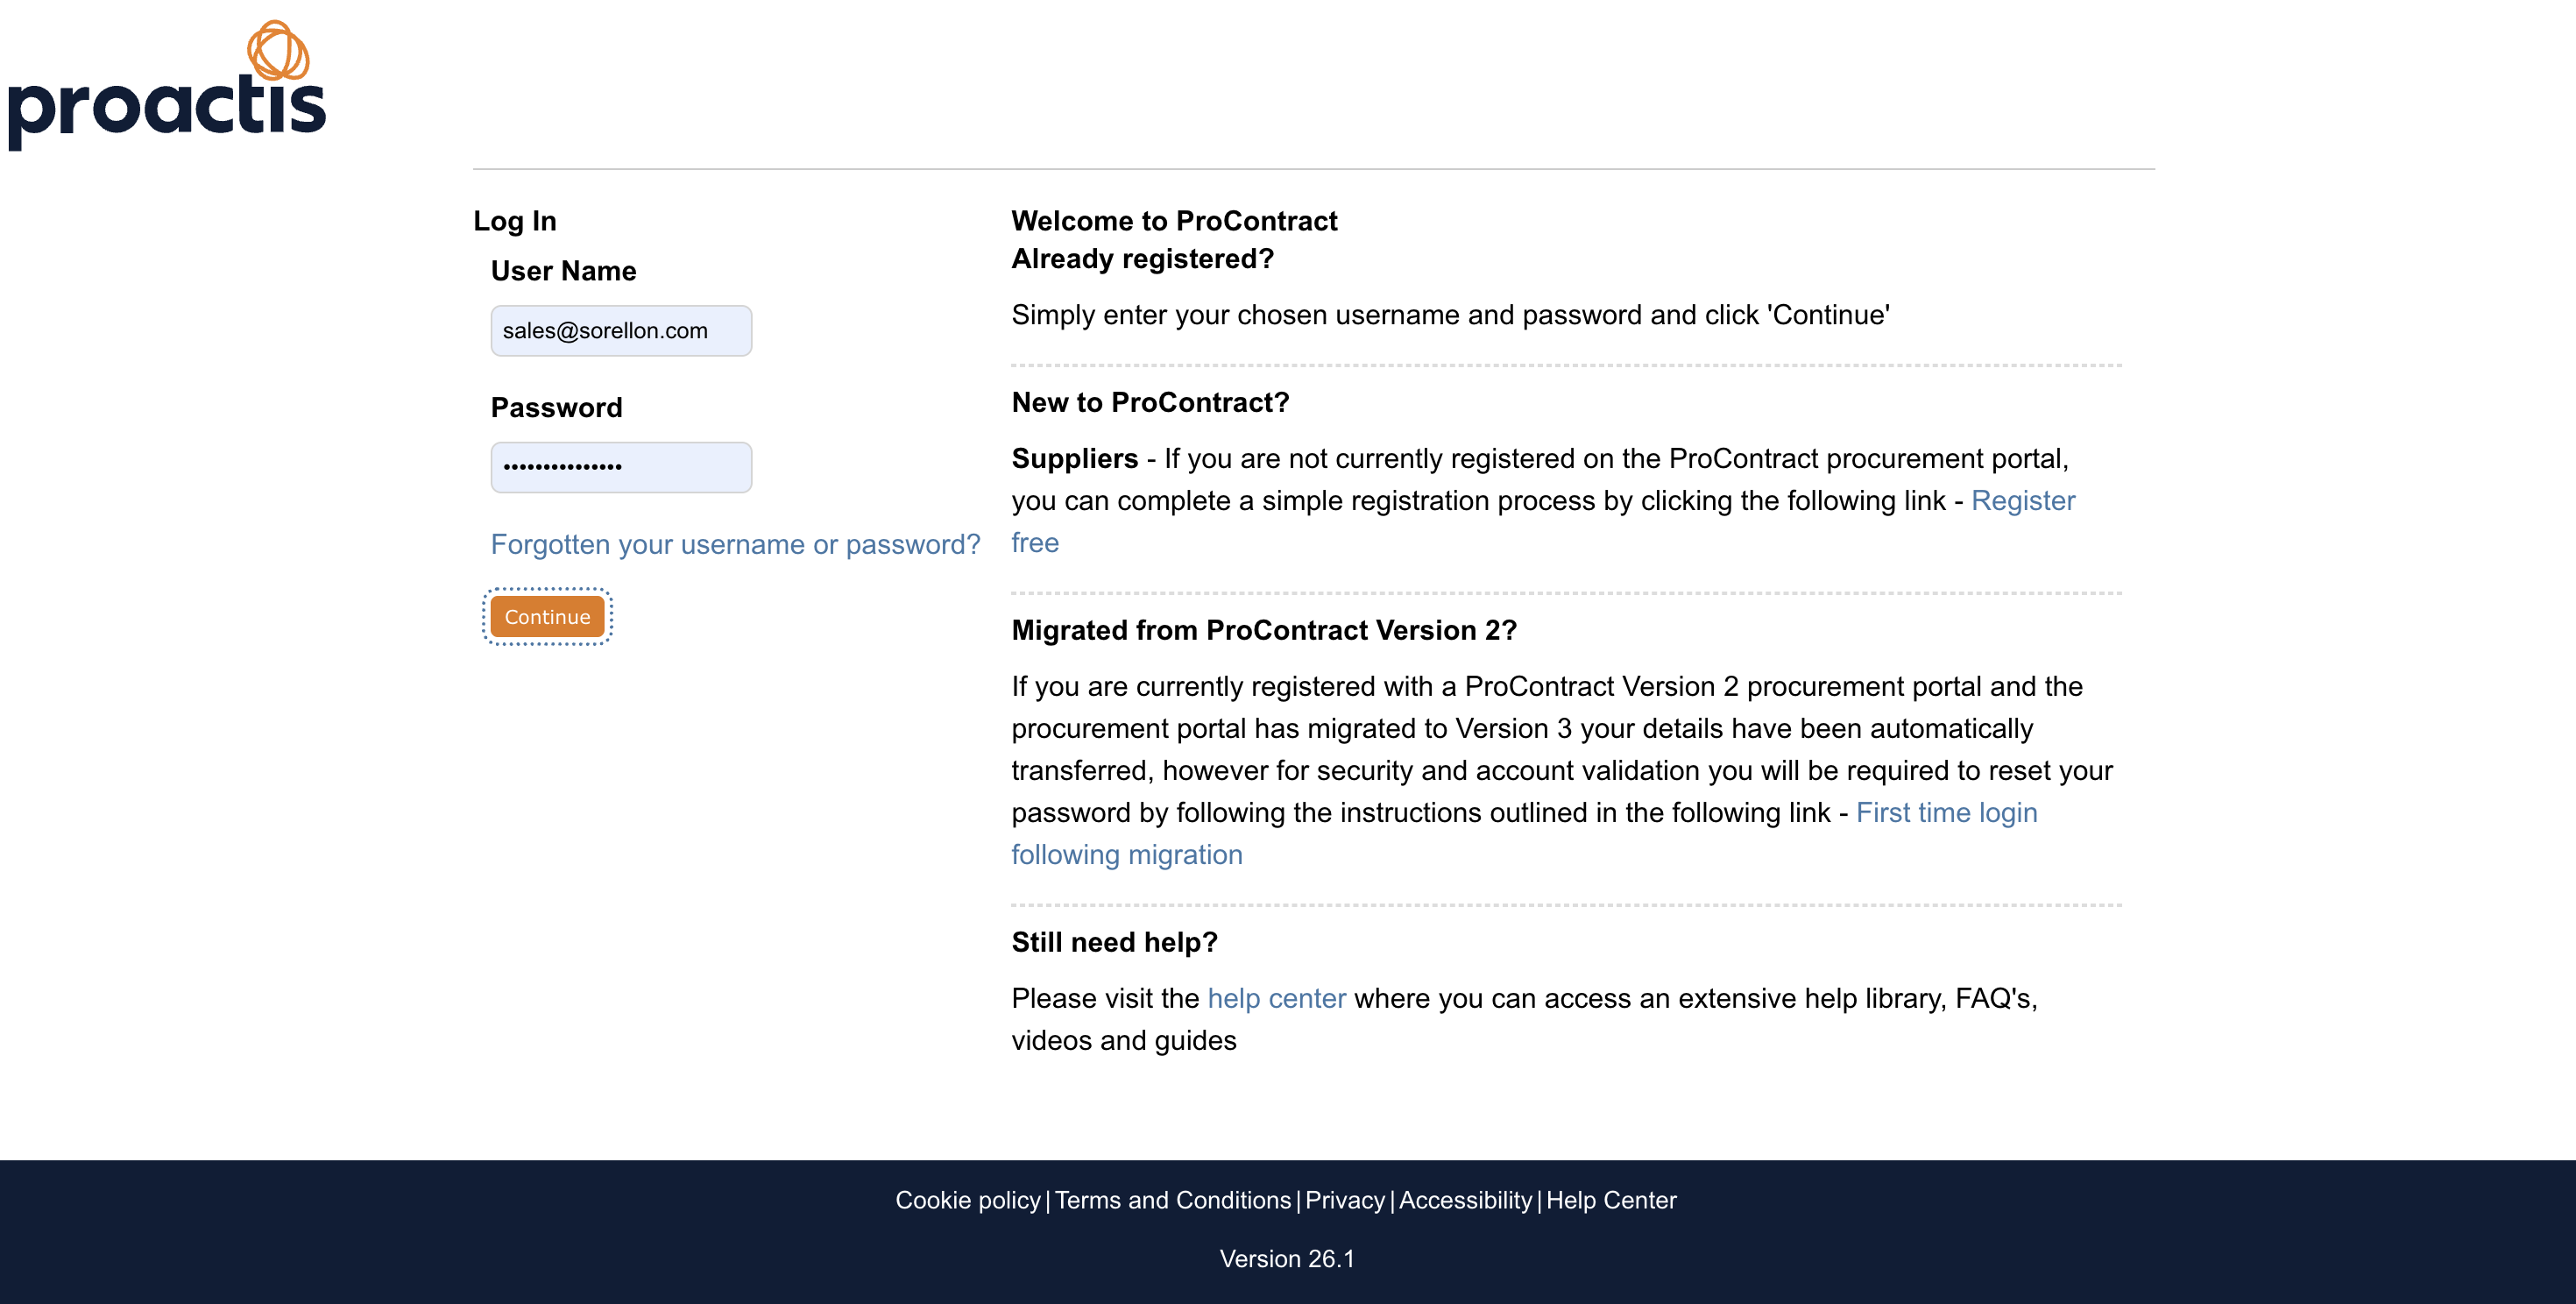 proactis
Log In
User Name
sales@sorellon.com
Password
•••••••••••••••
Forgotten your username or password?
Continue
Welcome to ProContract
Already registered?
Simply enter your chosen username and password and click 'Continue'
New to ProContract?
Suppliers - If you are not currently registered on the ProContract procurement portal,
you can complete a simple registration process by clicking the following link - Register
free
Migrated from ProContract Version 2?
If you are currently registered with a ProContract Version 2 procurement portal and the
procurement portal has migrated to Version 3 your details have been automatically
transferred, however for security and account validation you will be required to reset your
password by following the instructions outlined in the following link - First time login
following migration
Still need help?
Please visit the help center where you can access an extensive help library, FAQ's,
videos and guides
Cookie policy|Terms and Conditions|Privacy|Accessibility|Help Center
Version 26.1